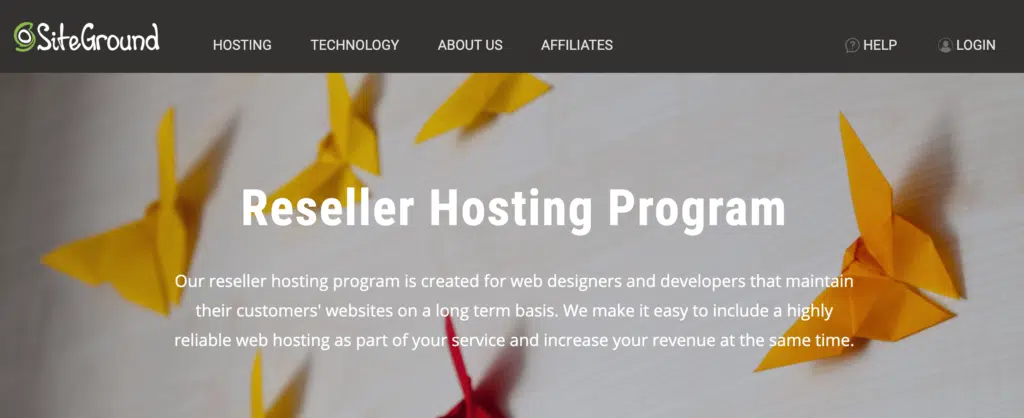 SiteGround
HOSTING TECHNOLOGY ABOUT US AFFILIATES HELP LOGIN
Reseller Hosting Program
Our reseller hosting program is created for web designers and developers that maintain
their customers' websites on a long term basis. We make it easy to include a highly
reliable web hosting as part of your service and increase your revenue at the same time.